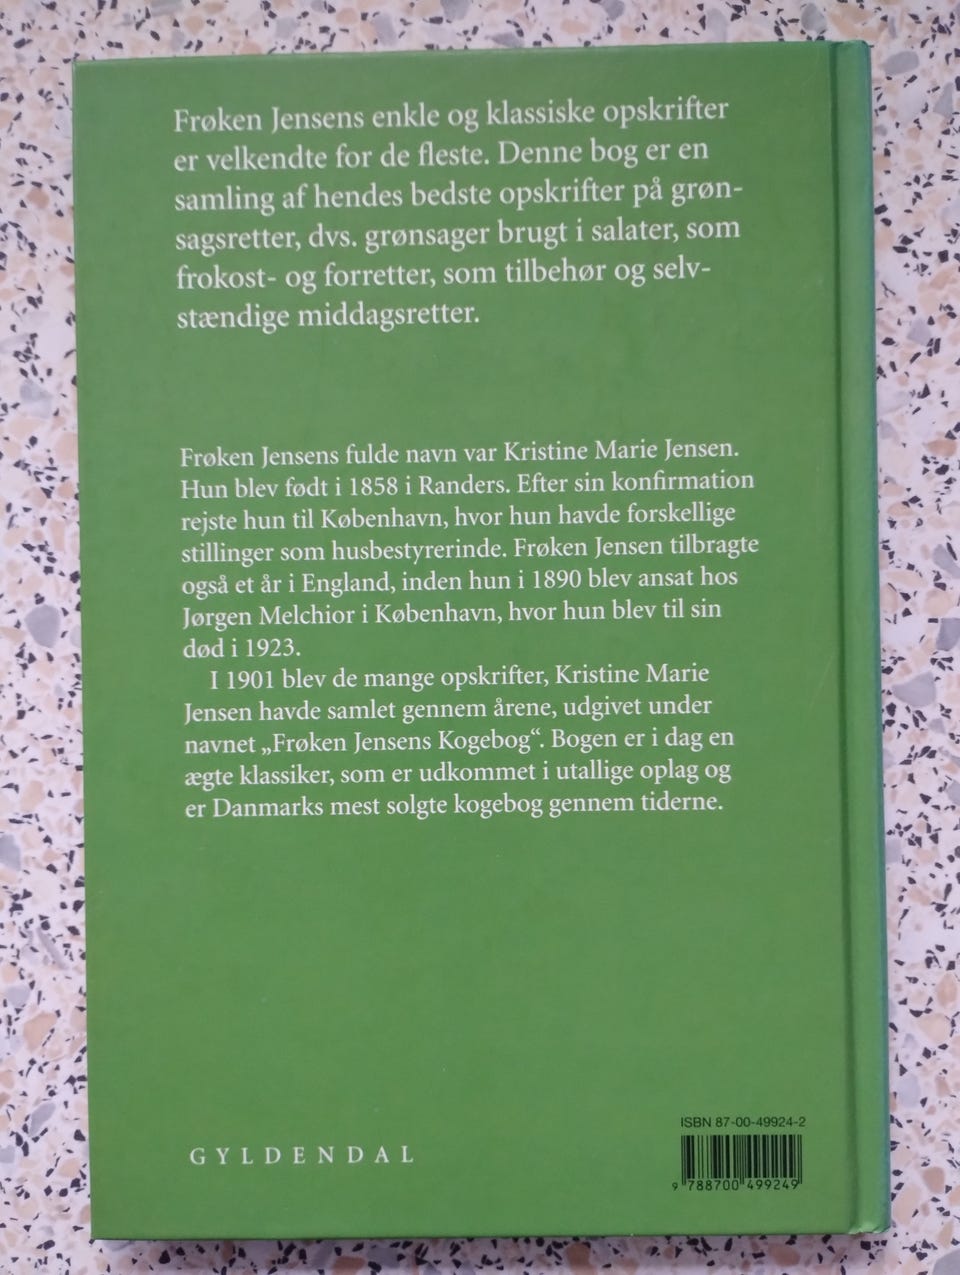 Frøken Jensens enkle og klassiske opskrifter
er velkendte for de fleste. Denne bog er en
samling af hendes bedste opskrifter på grøn-
sagsretter, dvs. grønsager brugt i salater, som
frokost- og forretter, som tilbehør og selv-
stændige middagsretter.
Frøken Jensens fulde navn var Kristine Marie Jensen.
Hun blev født i 1858 i Randers. Efter sin konfirmation
rejste hun til København, hvor hun havde forskellige
stillinger som husbestyrerinde. Frøken Jensen tilbragte
også et år i England, inden hun i 1890 blev ansat hos
Jørgen Melchior i København, hvor hun blev til sin
død i 1923.
I 1901 blev de mange opskrifter, Kristine Marie
Jensen havde samlet gennem årene, udgivet under
navnet „Frøken Jensens Kogebog“. Bogen er i dag en
ægte klassiker, som er udkommet i utallige oplag og
er Danmarks mest solgte kogebog gennem tiderne.
ISBN 87-00-49924-2
GYLDENDAL
9 788700 499249